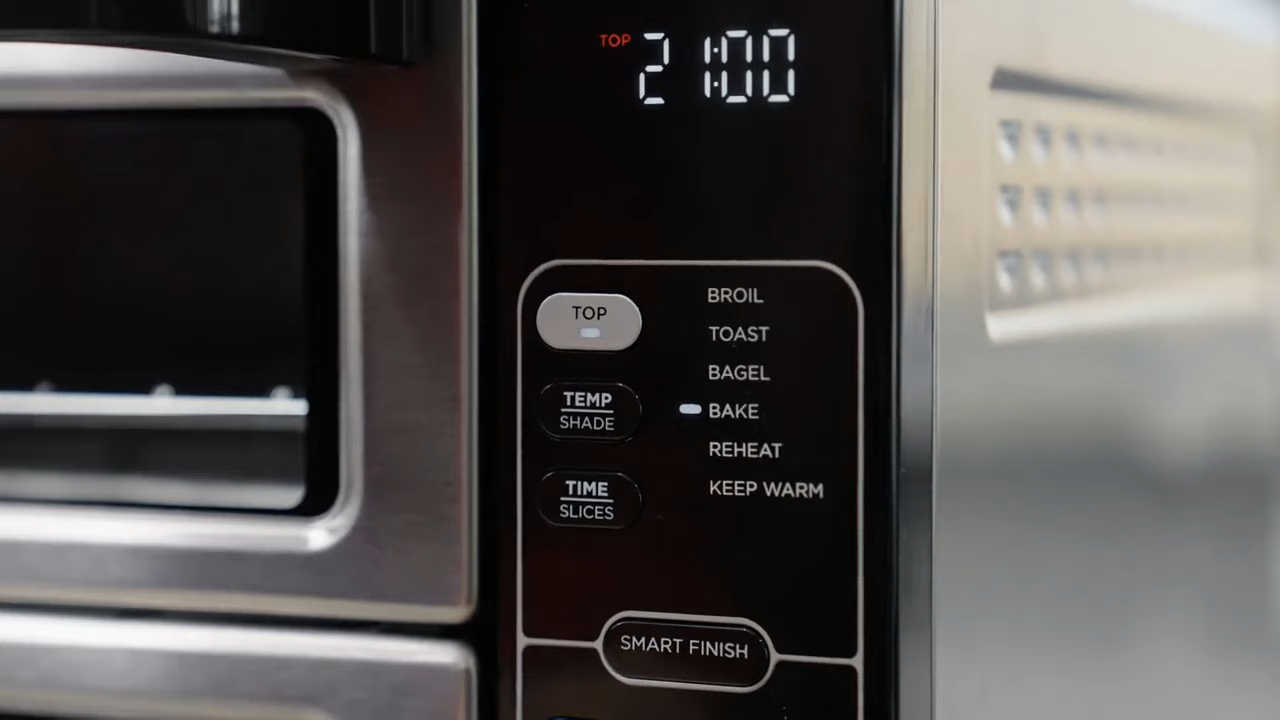 TOP 2 1:00
TOP
TEMP
SHADE
TIME
SLICES
BROIL
TOAST
BAGEL
BAKE
REHEAT
KEEP WARM
SMART FINISH